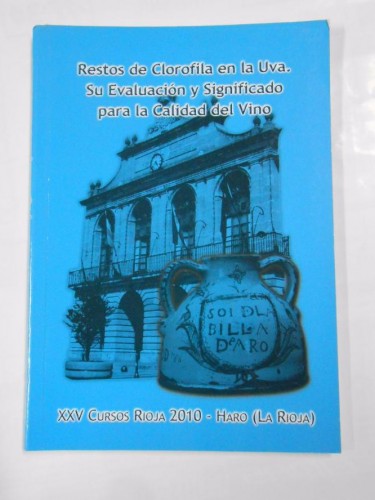 Restos de Clorofila en la Uva.
Su Evaluación y Significado
para la Calidad del Vino
SOI DLA
BILLA
DeARO
XXV CURSOS RIOJA 2010 - HARO (LA RIOJA)